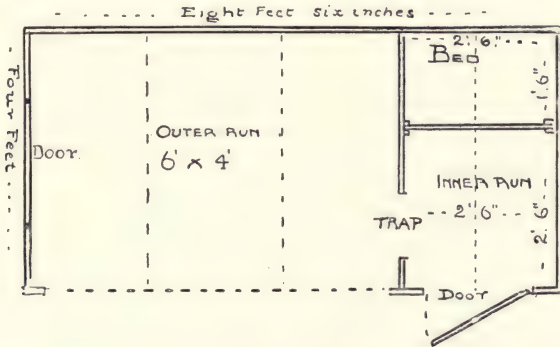 Eight Feet six inches
Four Feet
Door.
OUTER RUN
6' x 4'
2'. 6."
BED
1'. 6"
INNER RUN
2' 6"
2'. 6"
TRAP
Door